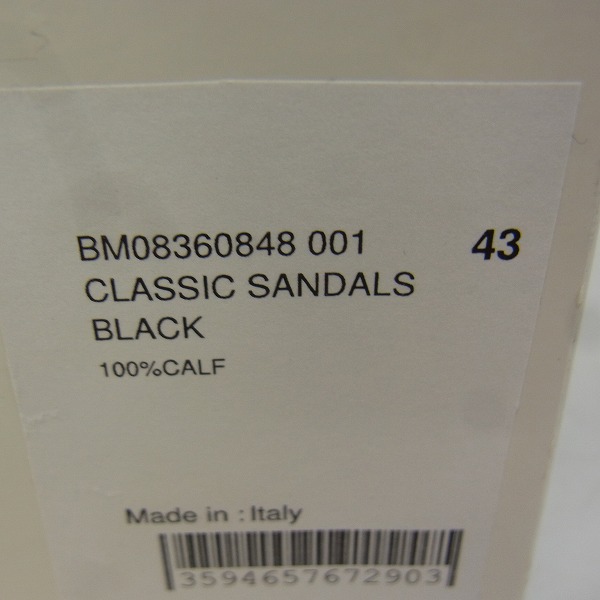 BM08360848 001 43
CLASSIC SANDALS
BLACK
100%CALF
Made in : Italy
3594657672903